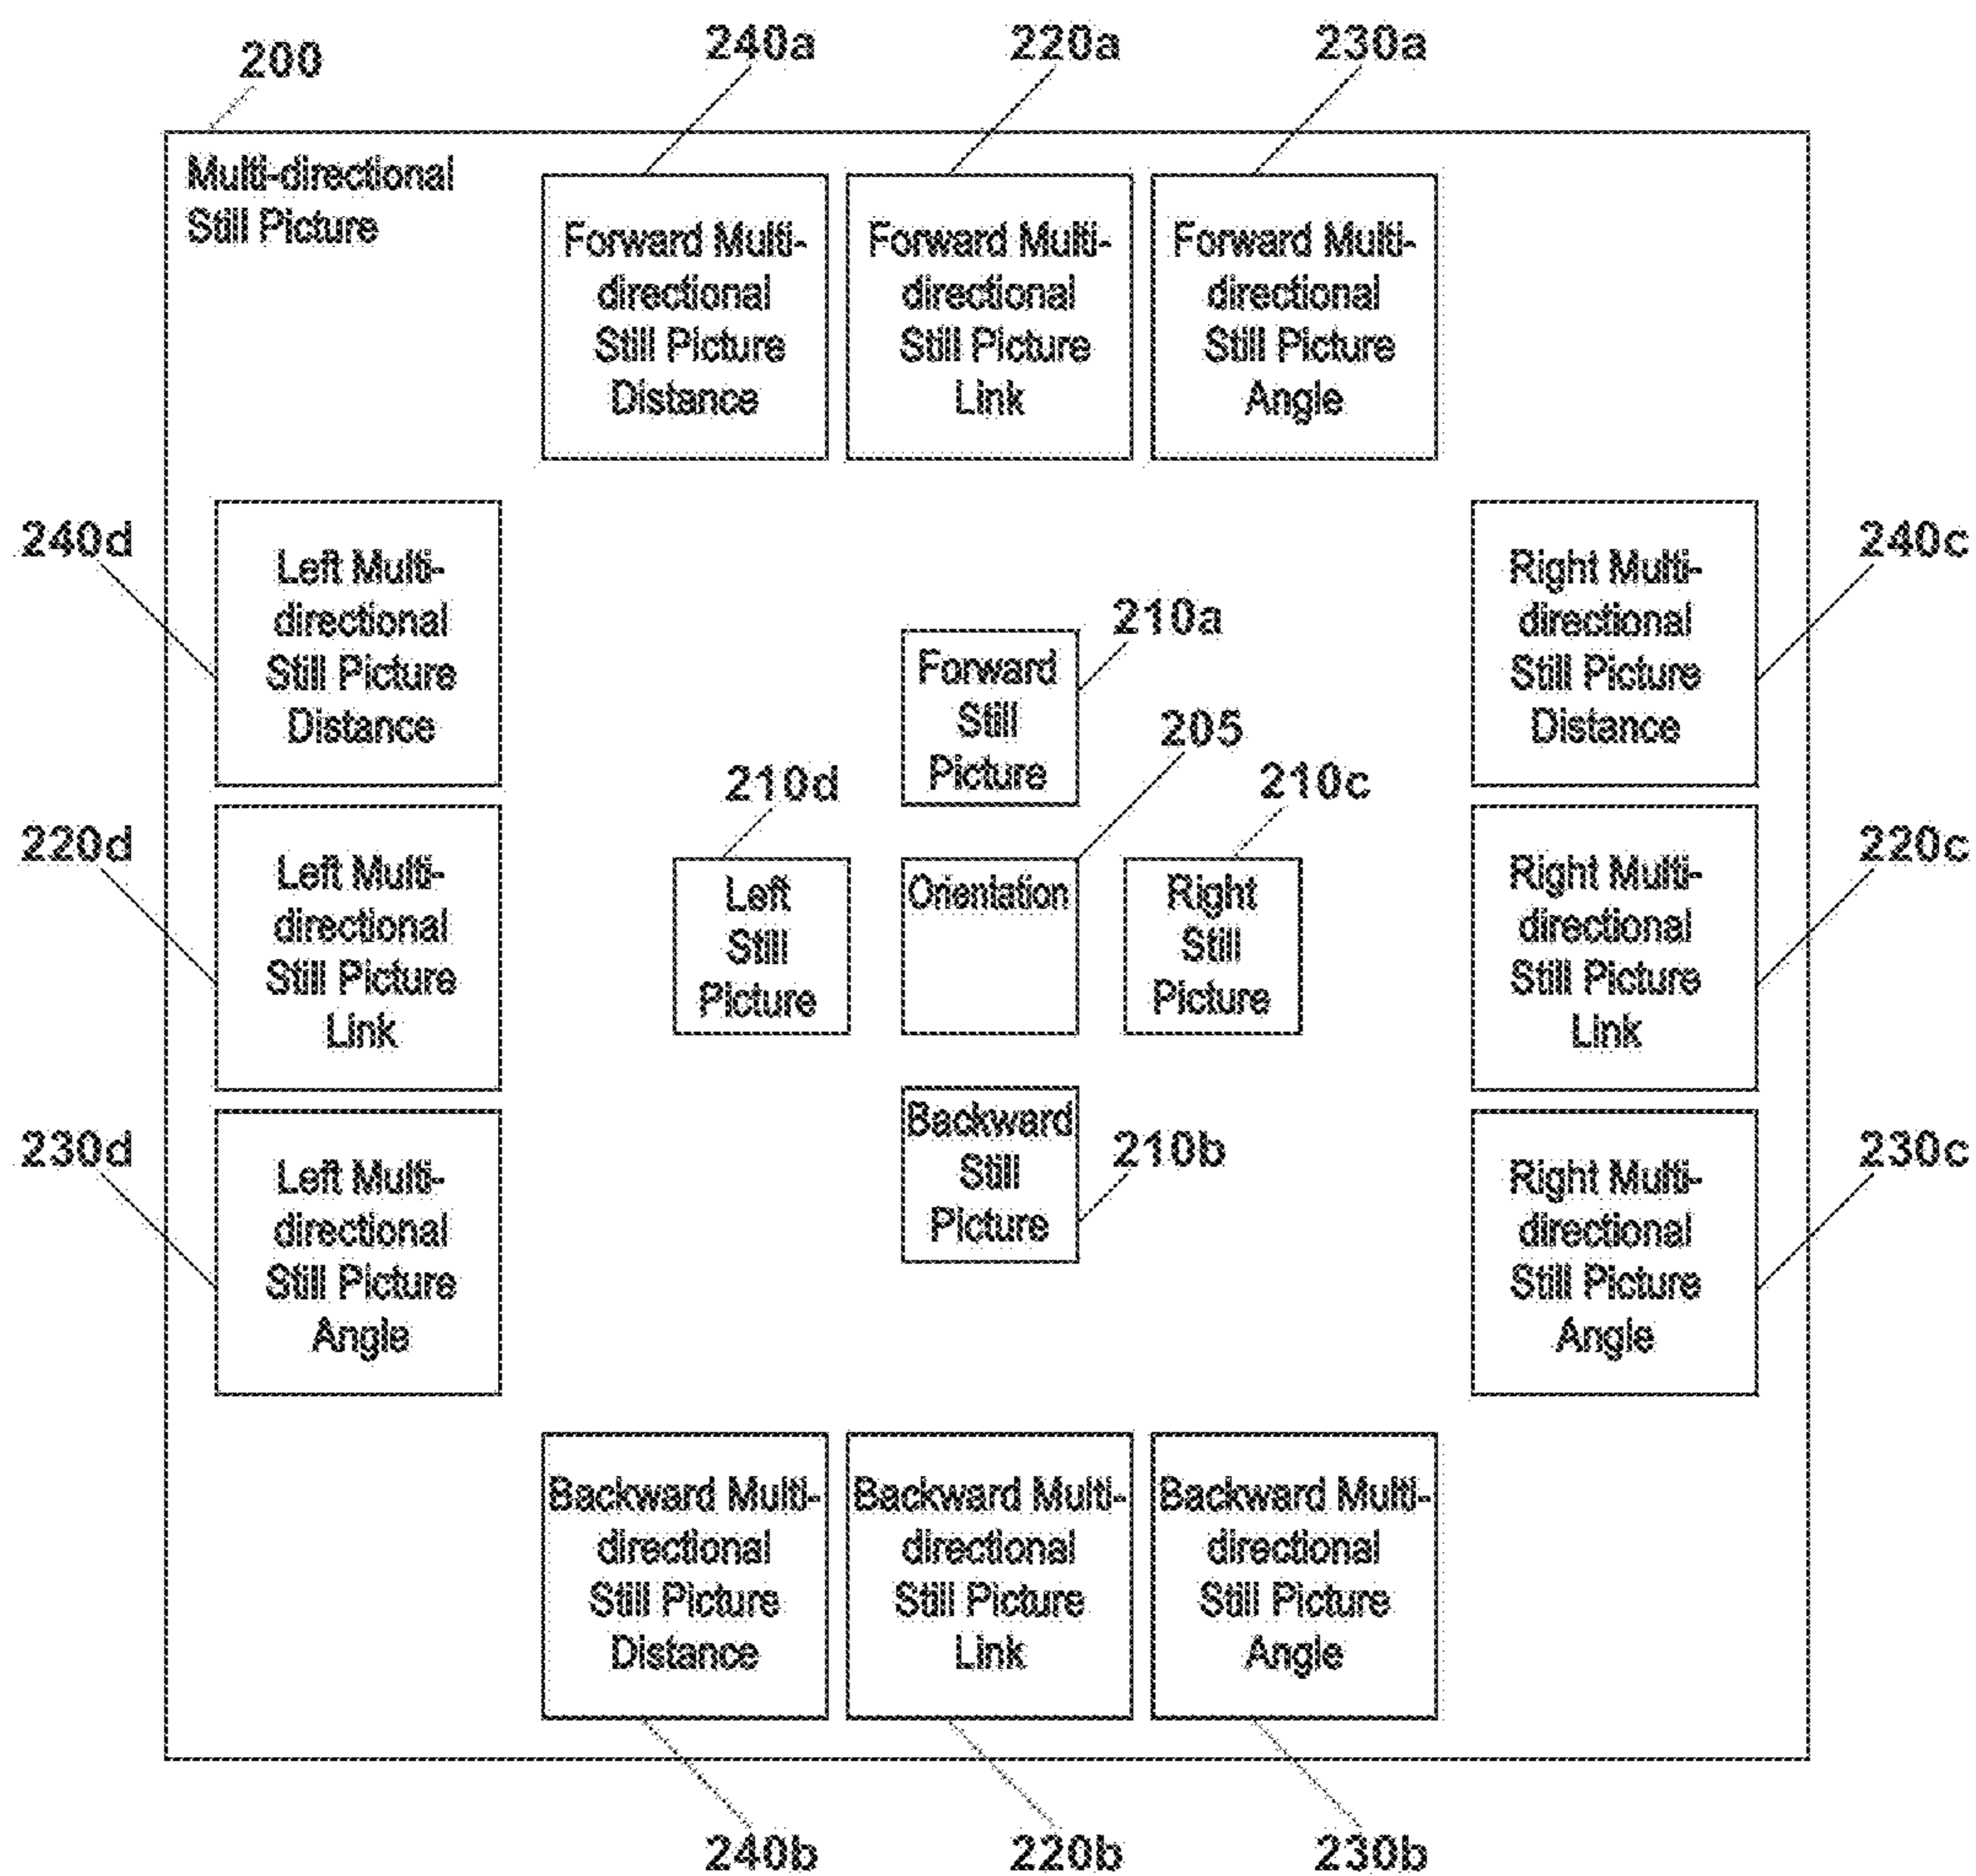 240a
220a
230a
200
Multi-directional
Still Picture
Forward Multi-
directional
Still Picture
Distance
Forward Multi-
directional
Still Picture
Link
Forward Multi-
directional
Still Picture
Angle
240d
Left Multi-
directional
Still Picture
Distance
220d
Left Multi-
directional
Still Picture
Link
230d
Left Multi-
directional
Still Picture
Angle
210a
Forward
Still
Picture
205
Orientation
210d
Left
Still
Picture
210c
Right
Still
Picture
210b
Backward
Still
Picture
240c
Right Multi-
directional
Still Picture
Distance
220c
Right Multi-
directional
Still Picture
Link
230c
Right Multi-
directional
Still Picture
Angle
Backward Multi-
directional
Still Picture
Distance
Backward Multi-
directional
Still Picture
Link
Backward Multi-
directional
Still Picture
Angle
240b
220b
230b